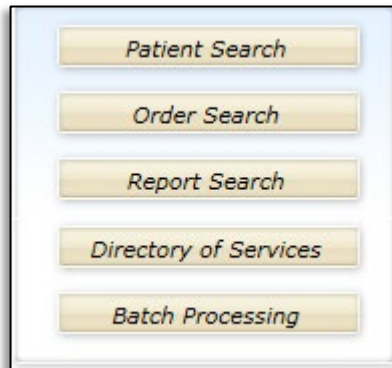 Patient Search
Order Search
Report Search
Directory of Services
Batch Processing